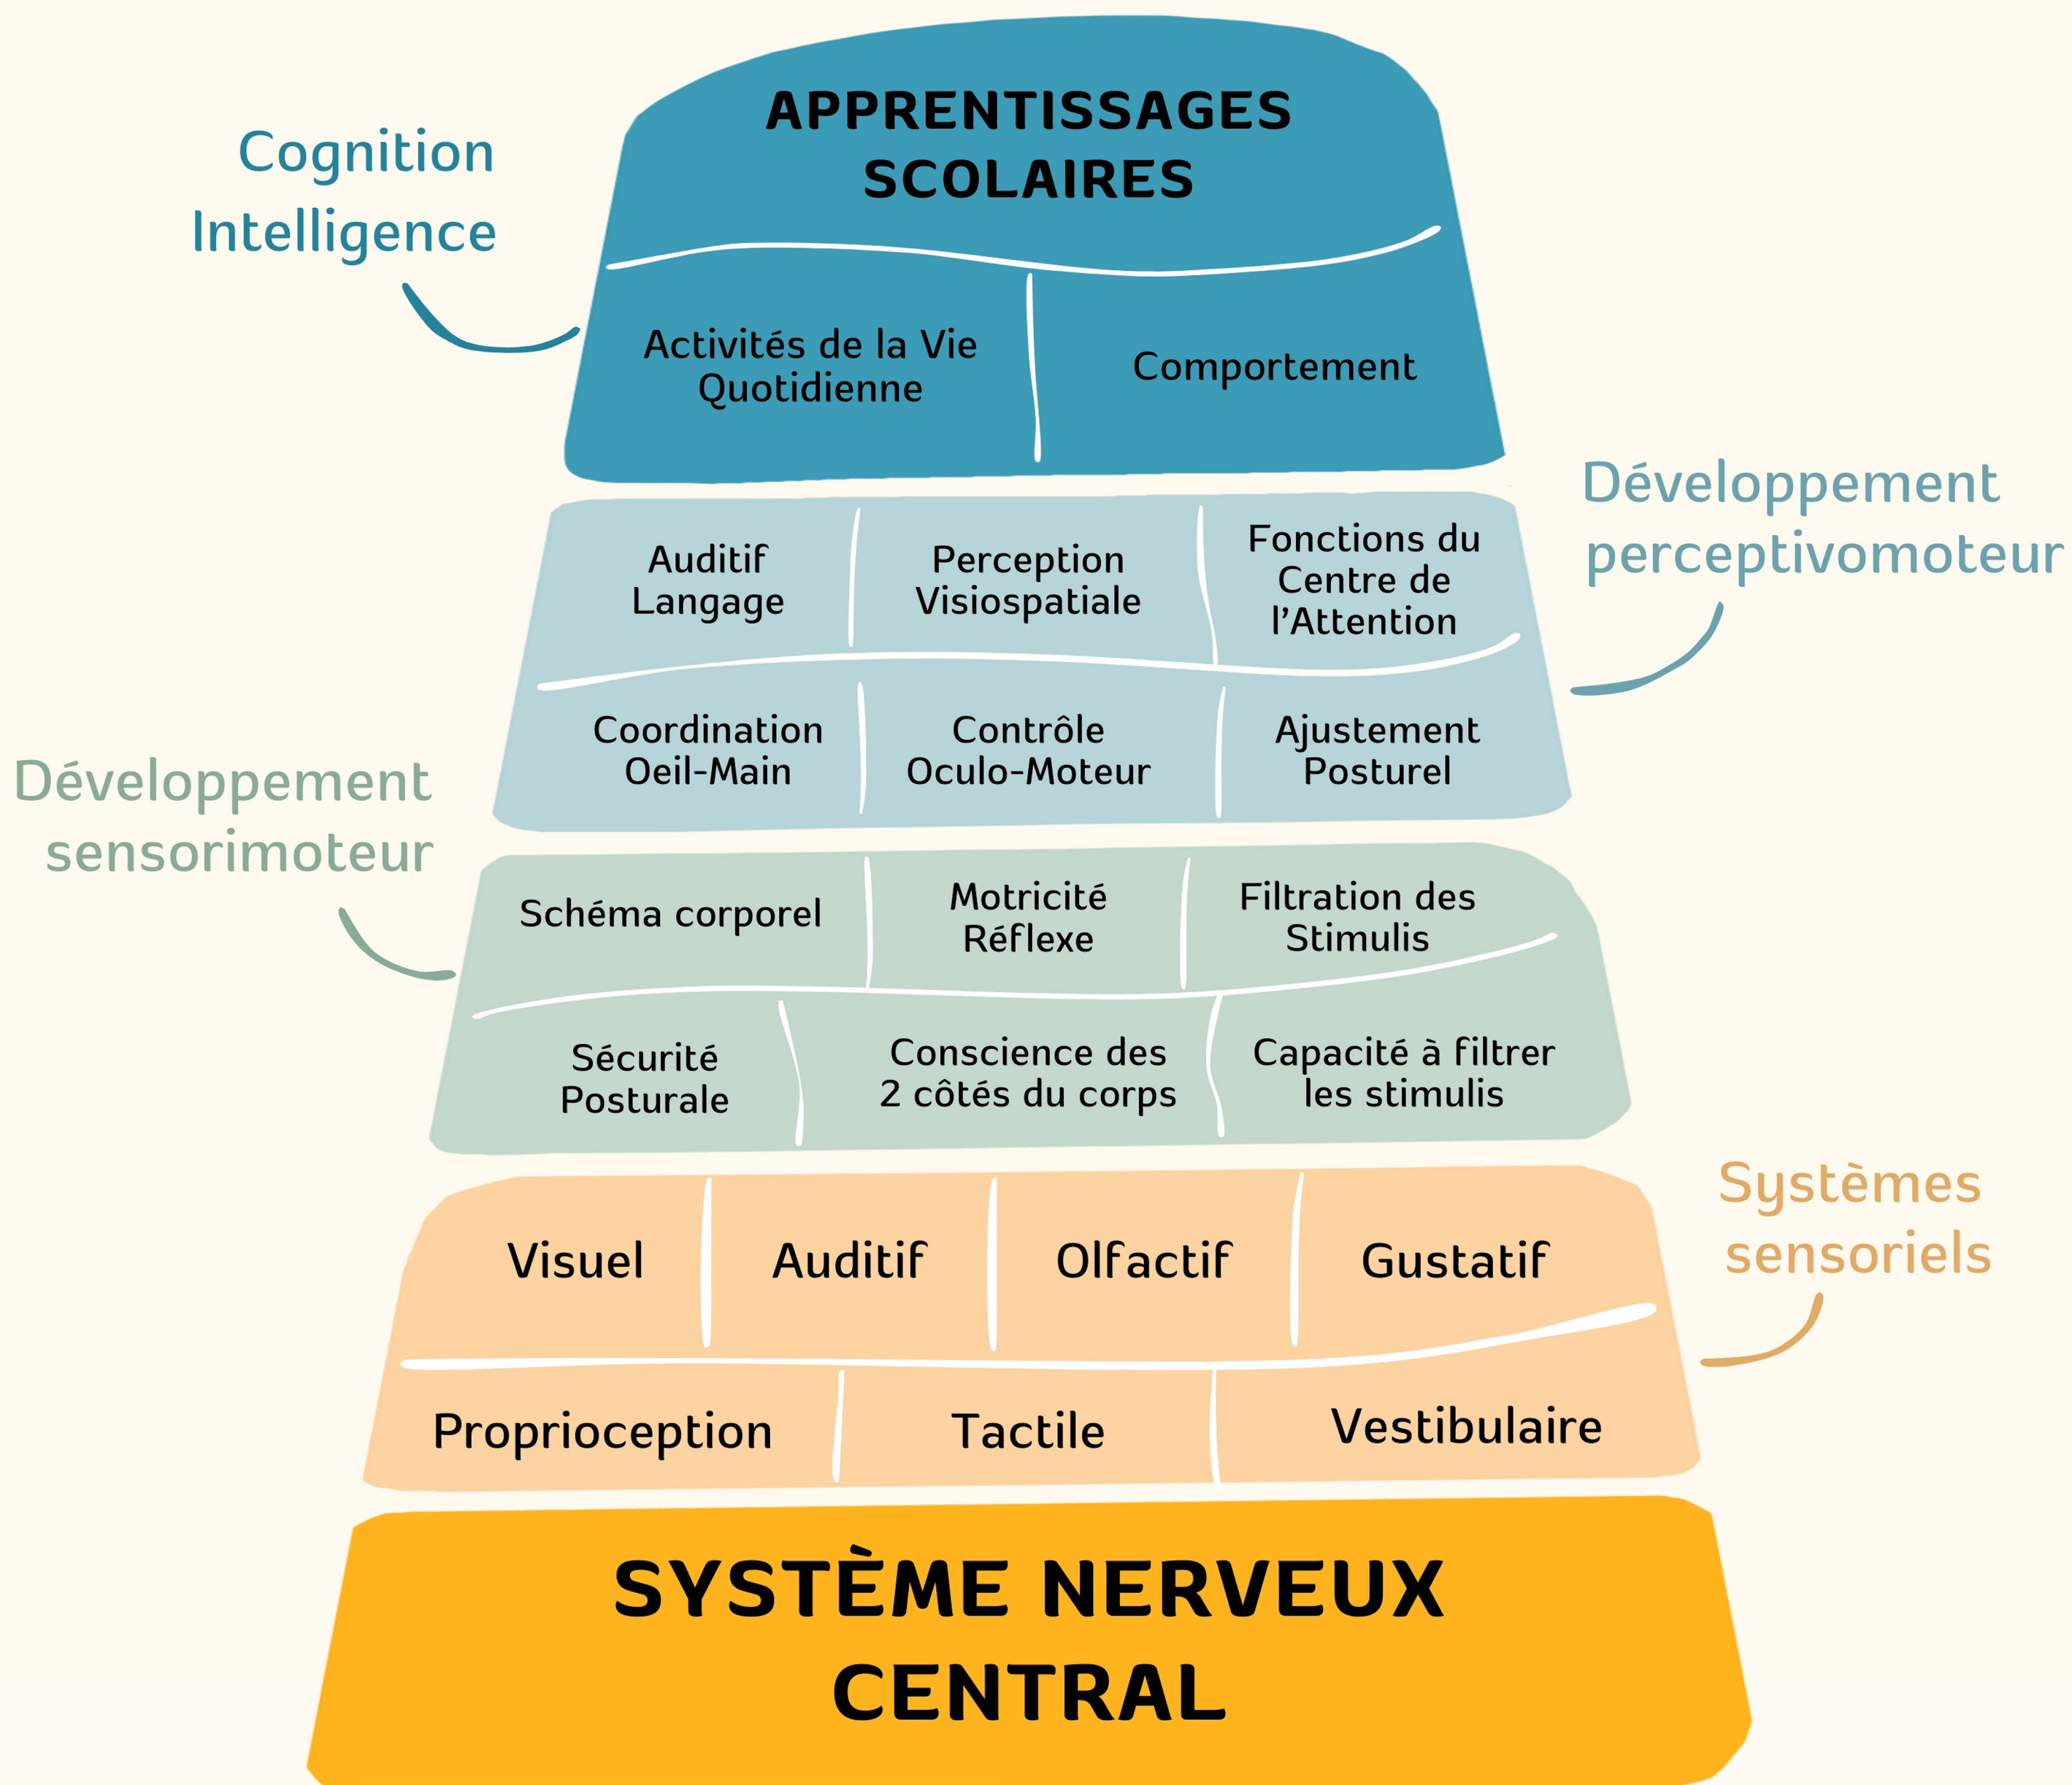 APPRENTISSAGES
SCOLAIRES
Cognition
Intelligence
Activités de la Vie
Quotidienne
Comportement
Développement
perceptivomoteur
Auditif
Langage
Perception
Visiospatiale
Fonctions du
Centre de
l'Attention
Coordination
Oeil-Main
Contrôle
Oculo-Moteur
Ajustement
Posturel
Développement
sensorimoteur
Schéma corporel
Motricité
Réflexe
Filtration des
Stimulis
Sécurité
Posturale
Conscience des
2 côtés du corps
Capacité à filtrer
les stimulis
Systèmes
sensoriels
Visuel
Auditif
Olfactif
Gustatif
Proprioception
Tactile
Vestibulaire
SYSTÈME NERVEUX
CENTRAL